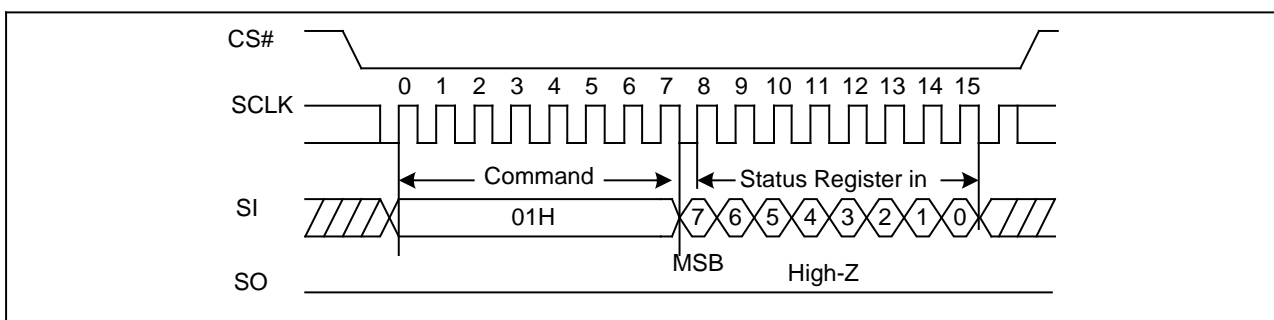 CS#
0 1 2 3 4 5 6 7 8 9 10 11 12 13 14 15
SCLK
Command Status Register in
SI 01H 7 6 5 4 3 2 1 0
MSB High-Z
SO